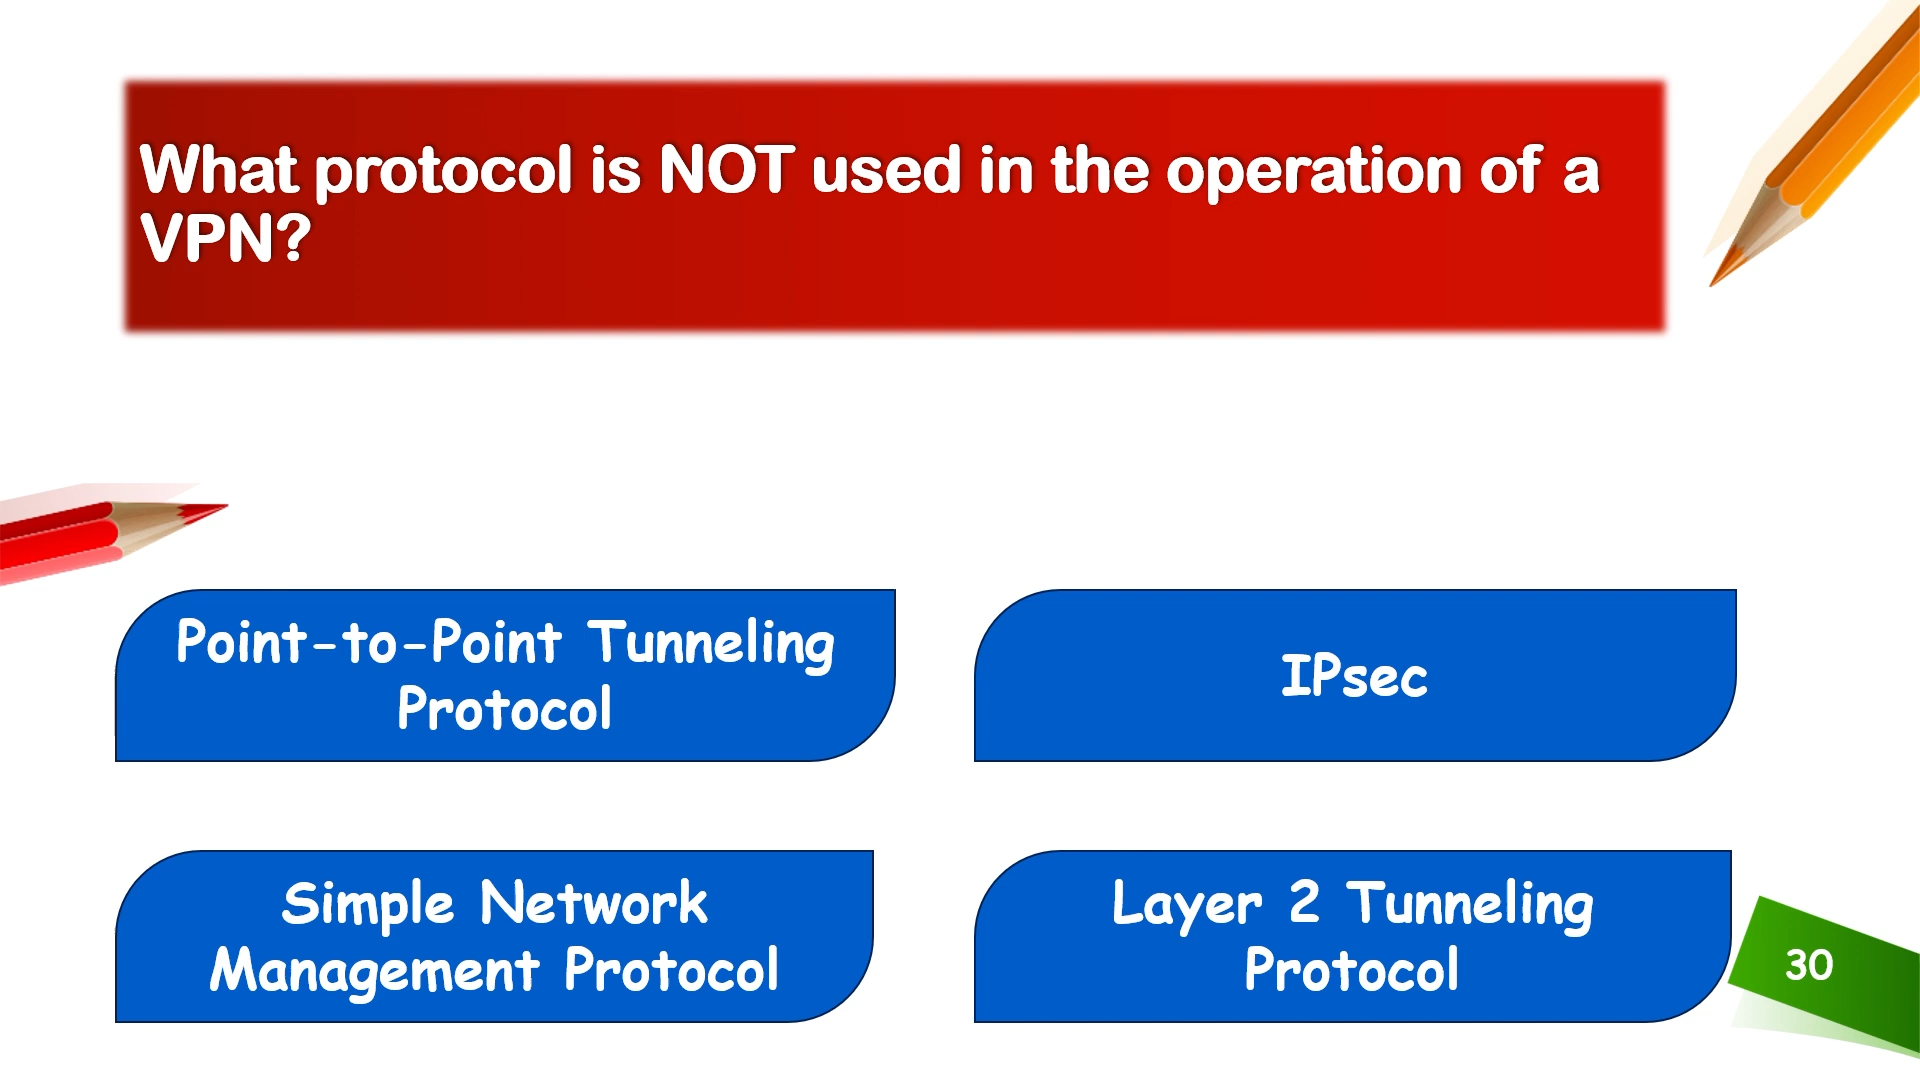 What protocol is NOT used in the operation of a
VPN?
Point-to-Point Tunneling
Protocol
IPsec
Simple Network
Management Protocol
Layer 2 Tunneling
Protocol
30